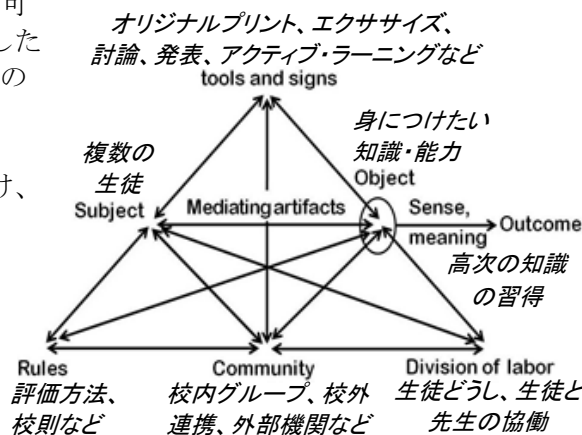 可
した
の
け、
オリジナルプリント、エクササイズ、
討論、発表、アクティブ・ラーニングなど
tools and signs
身につけたい
知識・能力
Object
複数の
生徒
Subject
Mediating artifacts
Sense,
meaning
Outcome
高次の知識
の習得
Rules
評価方法、
校則など
Community
校内グループ、校外
連携、外部機関など
Division of labor
生徒どうし、生徒と
先生の協働